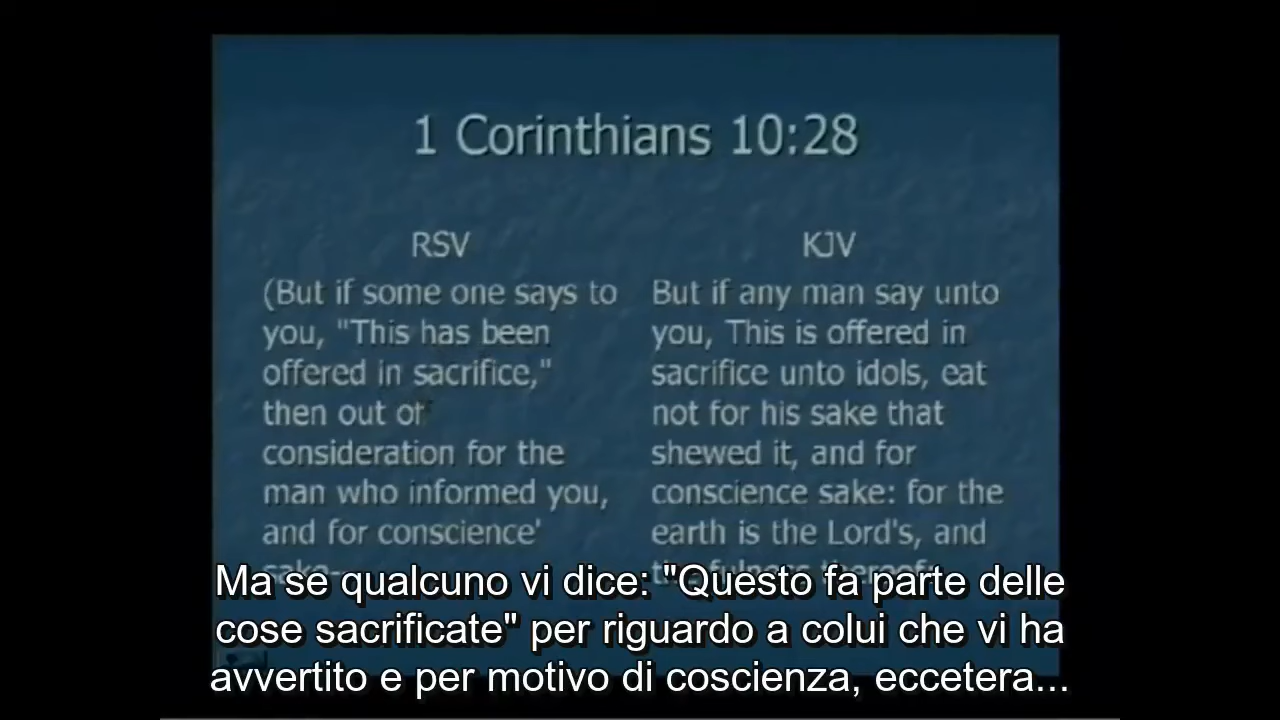 1 Corinthians 10:28
RSV
(But if some one says to
you, "This has been
offered in sacrifice,"
then out of
consideration for the
man who informed you,
and for conscience'
sake-
KJV
But if any man say unto
you, This is offered in
sacrifice unto idols, eat
not for his sake that
shewed it, and for
conscience sake: for the
earth is the Lord's, and
the fulness thereof
Ma se qualcuno vi dice: "Questo fa parte delle
cose sacrificate" per riguardo a colui che vi ha
avvertito e per motivo di coscienza, eccetera...